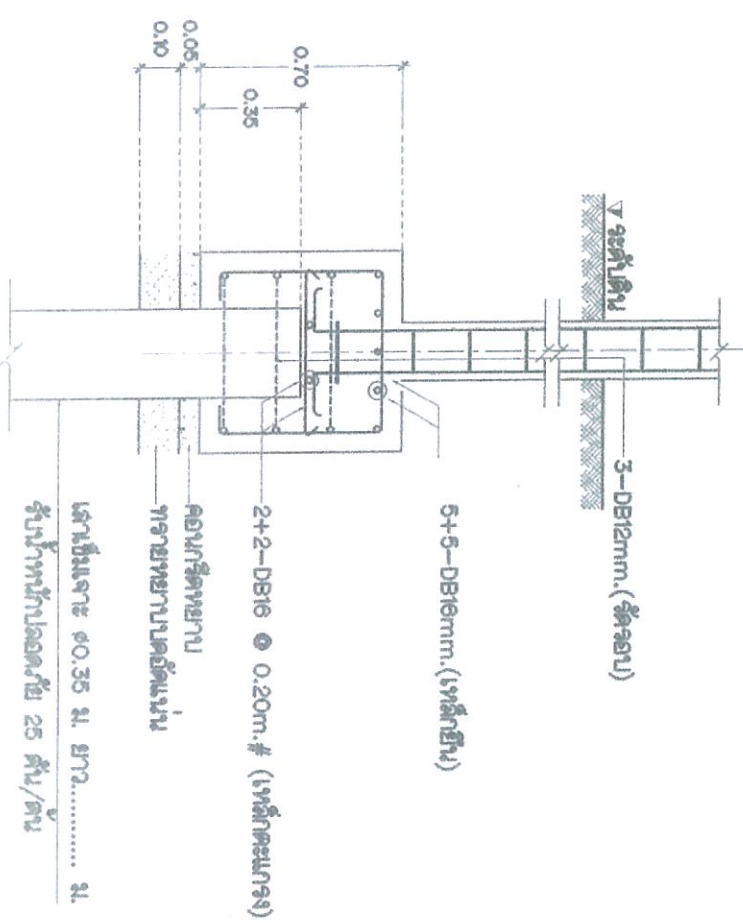 ระดับดิน
3-DB12mm.(รัดรอบ)
5+5-DB16mm.(เหล็กยืน)
2+2-DB16 @ 0.20m.# (เหล็กตะแกรง)
คอนกรีตหยาบ
ทรายหยาบบดอัดแน่น
เสาเข็มเจาะ ø0.35 ม. ยาว............ ม.
รับน้ำหนักปลอดภัย 25 ตัน/ต้น
0.70
0.35
0.05
0.10